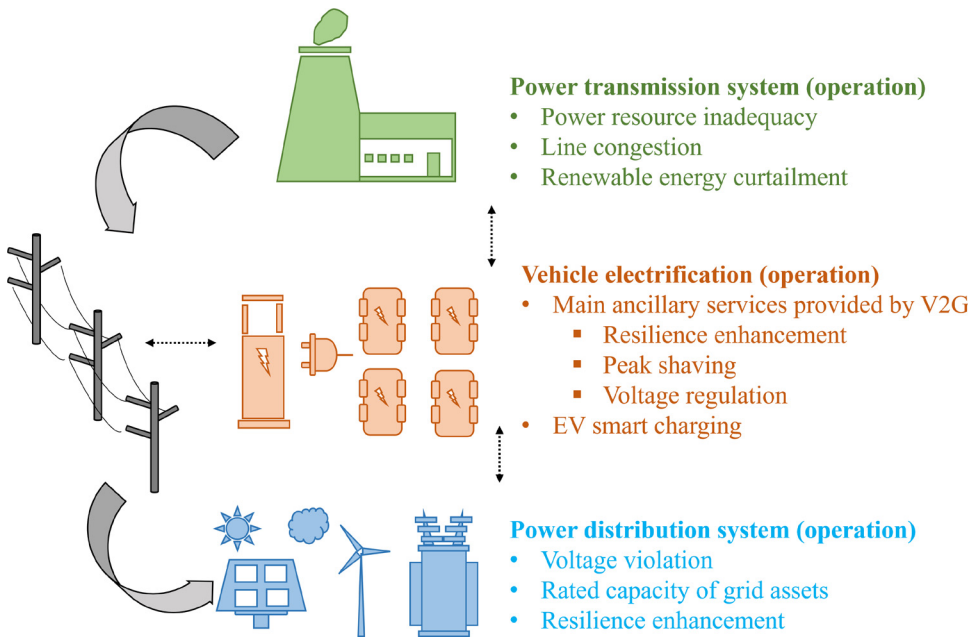 Power transmission system (operation)
• Power resource inadequacy
• Line congestion
• Renewable energy curtailment
Vehicle electrification (operation)
• Main ancillary services provided by V2G
▪ Resilience enhancement
▪ Peak shaving
▪ Voltage regulation
• EV smart charging
Power distribution system (operation)
• Voltage violation
• Rated capacity of grid assets
• Resilience enhancement